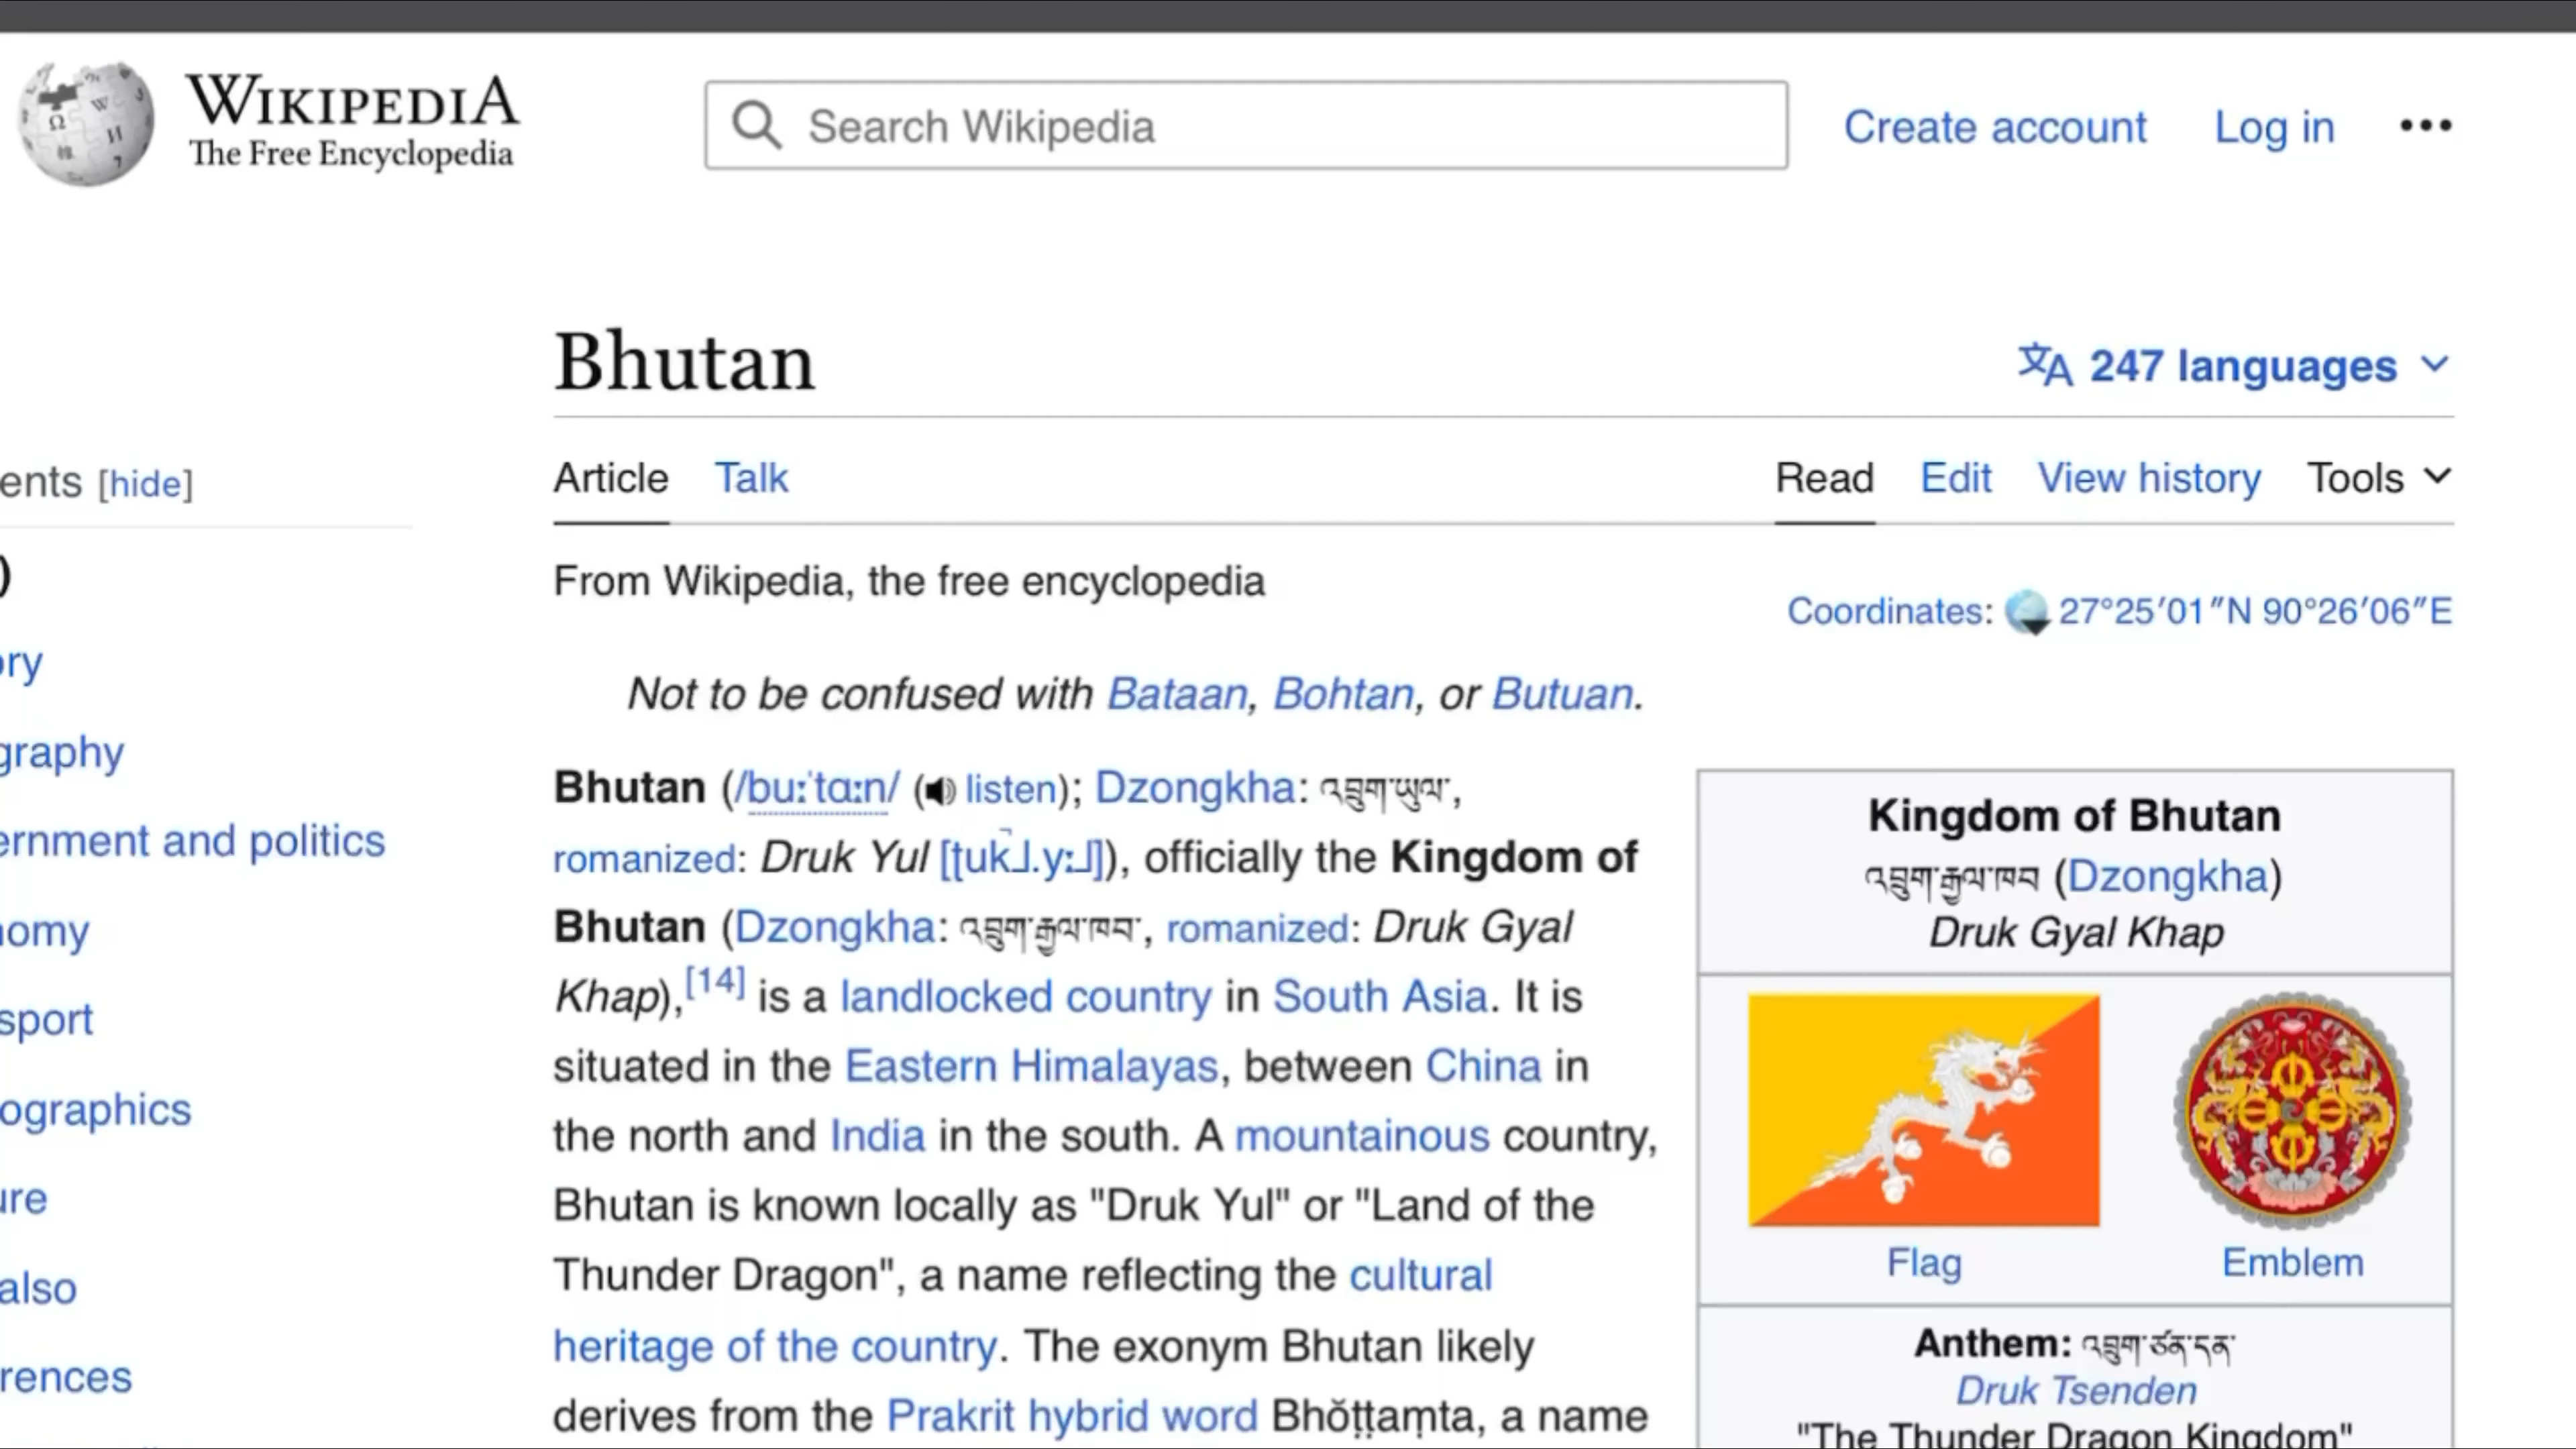 WIKIPEDIA
The Free Encyclopedia
Search Wikipedia
Create account
Log in
Bhutan
247 languages
ents [hide]
)
ory
graphy
ernment and politics
nomy
sport
ographics
ure
also
rences
Article
Talk
Read
Edit
View history
Tools
From Wikipedia, the free encyclopedia
Coordinates: 27°25′01″N 90°26′06″E
Not to be confused with Bataan, Bohtan, or Butuan.
Bhutan (/buːˈtɑːn/ (listen); Dzongkha: འབྲུག་ཡུལ་,
romanized: Druk Yul [ʈuk̚˩.yː˩]), officially the Kingdom of
Bhutan (Dzongkha: འབྲུག་རྒྱལ་ཁབ་, romanized: Druk Gyal
Khap),[14] is a landlocked country in South Asia. It is
situated in the Eastern Himalayas, between China in
the north and India in the south. A mountainous country,
Bhutan is known locally as "Druk Yul" or "Land of the
Thunder Dragon", a name reflecting the cultural
heritage of the country. The exonym Bhutan likely
derives from the Prakrit hybrid word Bhŏṭṭaṃta, a name
Kingdom of Bhutan
འབྲུག་རྒྱལ་ཁབ (Dzongkha)
Druk Gyal Khap
Flag
Emblem
Anthem: འབྲུག་ཙན་དན་
Druk Tsenden
"The Thunder Dragon Kingdom"